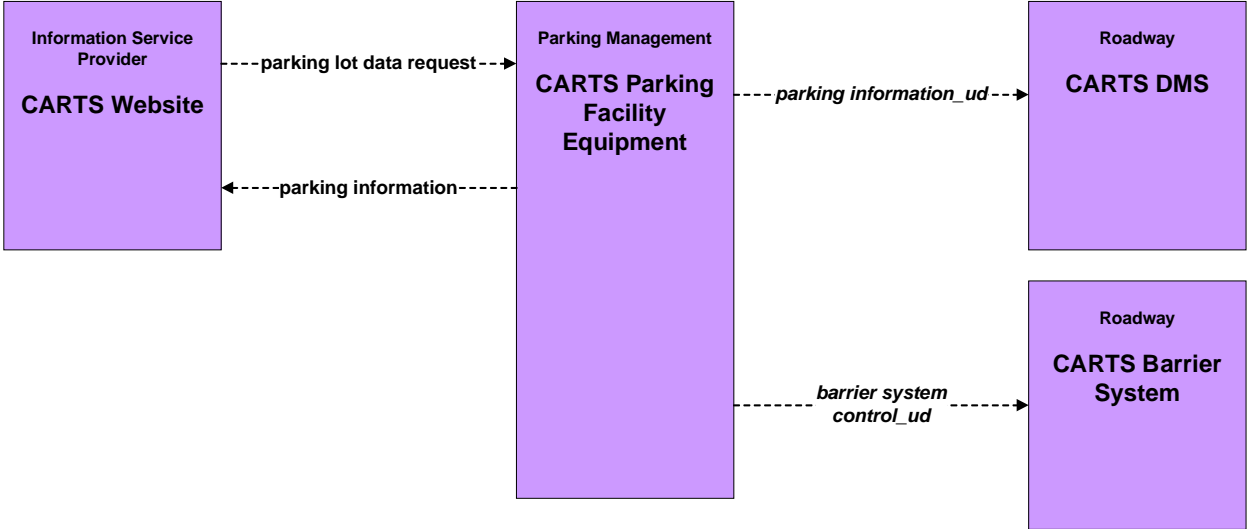 Information Service
Provider
CARTS Website
parking lot data request
parking information
Parking Management
CARTS Parking
Facility
Equipment
parking information_ud
Roadway
CARTS DMS
barrier system
control_ud
Roadway
CARTS Barrier
System